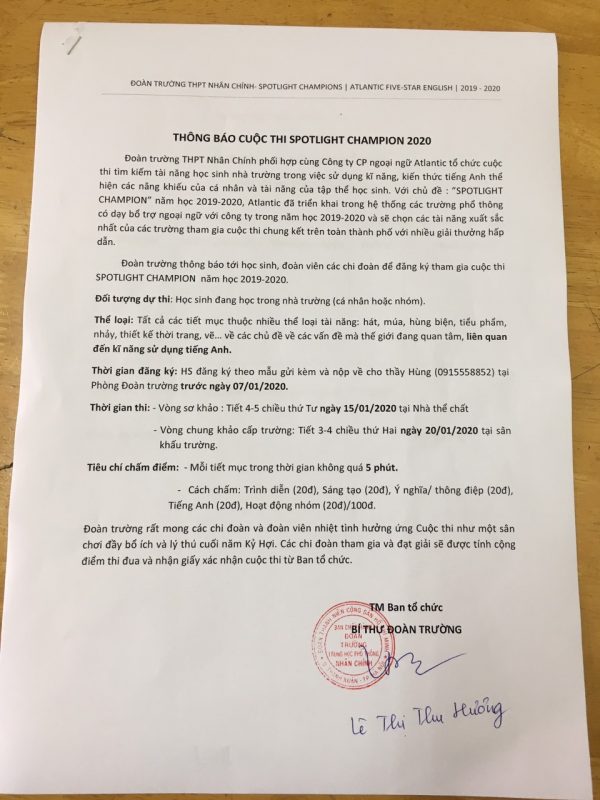 ĐOÀN TRƯỜNG THPT NHÂN CHÍNH- SPOTLIGHT CHAMPIONS | ATLANTIC FIVE-STAR ENGLISH | 2019 - 2020
THÔNG BÁO CUỘC THI SPOTLIGHT CHAMPION 2020
Đoàn trường THPT Nhân Chính phối hợp cùng Công ty CP ngoại ngữ Atlantic tổ chức cuộc
thi tìm kiếm tài năng học sinh nhà trường trong việc sử dụng kĩ năng, kiến thức tiếng Anh thể
hiện các năng khiếu của cá nhân và tài năng của tập thể học sinh. Với chủ đề : “SPOTLIGHT
CHAMPION” năm học 2019-2020, Atlantic đã triển khai trong hệ thống các trường phổ thông
có dạy bổ trợ ngoại ngữ với công ty trong năm học 2019-2020 và sẽ chọn các tài năng xuất sắc
nhất của các trường tham gia cuộc thi chung kết trên toàn thành phố với nhiều giải thưởng hấp
dẫn.
Đoàn trường thông báo tới học sinh, đoàn viên các chi đoàn để đăng ký tham gia cuộc thi
SPOTLIGHT CHAMPION năm học 2019-2020.
Đối tượng dự thi: Học sinh đang học trong nhà trường (cá nhân hoặc nhóm).
Thể loại: Tất cả các tiết mục thuộc nhiều thể loại tài năng: hát, múa, hùng biện, tiểu phẩm,
nhảy, thiết kế thời trang, vẽ... về các chủ đề về các vấn đề mà thế giới đang quan tâm, liên quan
đến kĩ năng sử dụng tiếng Anh.
Thời gian đăng ký: HS đăng ký theo mẫu gửi kèm và nộp về cho thầy Hùng (0915558852) tại
Phòng Đoàn trường trước ngày 07/01/2020.
Thời gian thi: - Vòng sơ khảo : Tiết 4-5 chiều thứ Tư ngày 15/01/2020 tại Nhà thể chất
- Vòng chung khảo cấp trường: Tiết 3-4 chiều thứ Hai ngày 20/01/2020 tại sân
khấu trường.
Tiêu chí chấm điểm: - Mỗi tiết mục trong thời gian không quá 5 phút.
- Cách chấm: Trình diễn (20đ), Sáng tạo (20đ), Ý nghĩa/ thông điệp (20đ),
Tiếng Anh (20đ), Hoạt động nhóm (20đ)/100đ.
Đoàn trường rất mong các chi đoàn và đoàn viên nhiệt tình hưởng ứng Cuộc thi như một sân
chơi đầy bổ ích và lý thú cuối năm Kỷ Hợi. Các chi đoàn tham gia và đạt giải sẽ được tính cộng
điểm thi đua và nhận giấy xác nhận cuộc thi từ Ban tổ chức.
TM Ban tổ chức
BÍ THƯ ĐOÀN TRƯỜNG
ĐOÀN
TRƯỜNG
TRUNG HỌC PHỔ THÔNG
NHÂN CHÍNH
Lê Thị Thu Hường